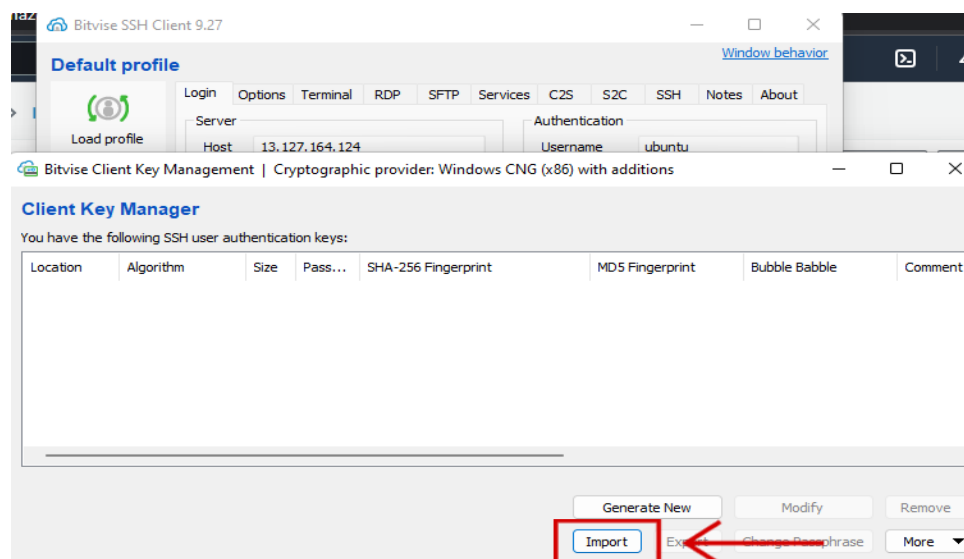 Bitvise SSH Client 9.27
Window behavior
Default profile
Login Options Terminal RDP SFTP Services C2S S2C SSH Notes About
Load profile
Server
Host 13.127.164.124
Authentication
Username ubuntu
Bitvise Client Key Management | Cryptographic provider: Windows CNG (x86) with additions
Client Key Manager
You have the following SSH user authentication keys:
Location Algorithm Size Pass... SHA-256 Fingerprint MD5 Fingerprint Bubble Babble Comment
Generate New Modify Remove
Import Export Change Passphrase More